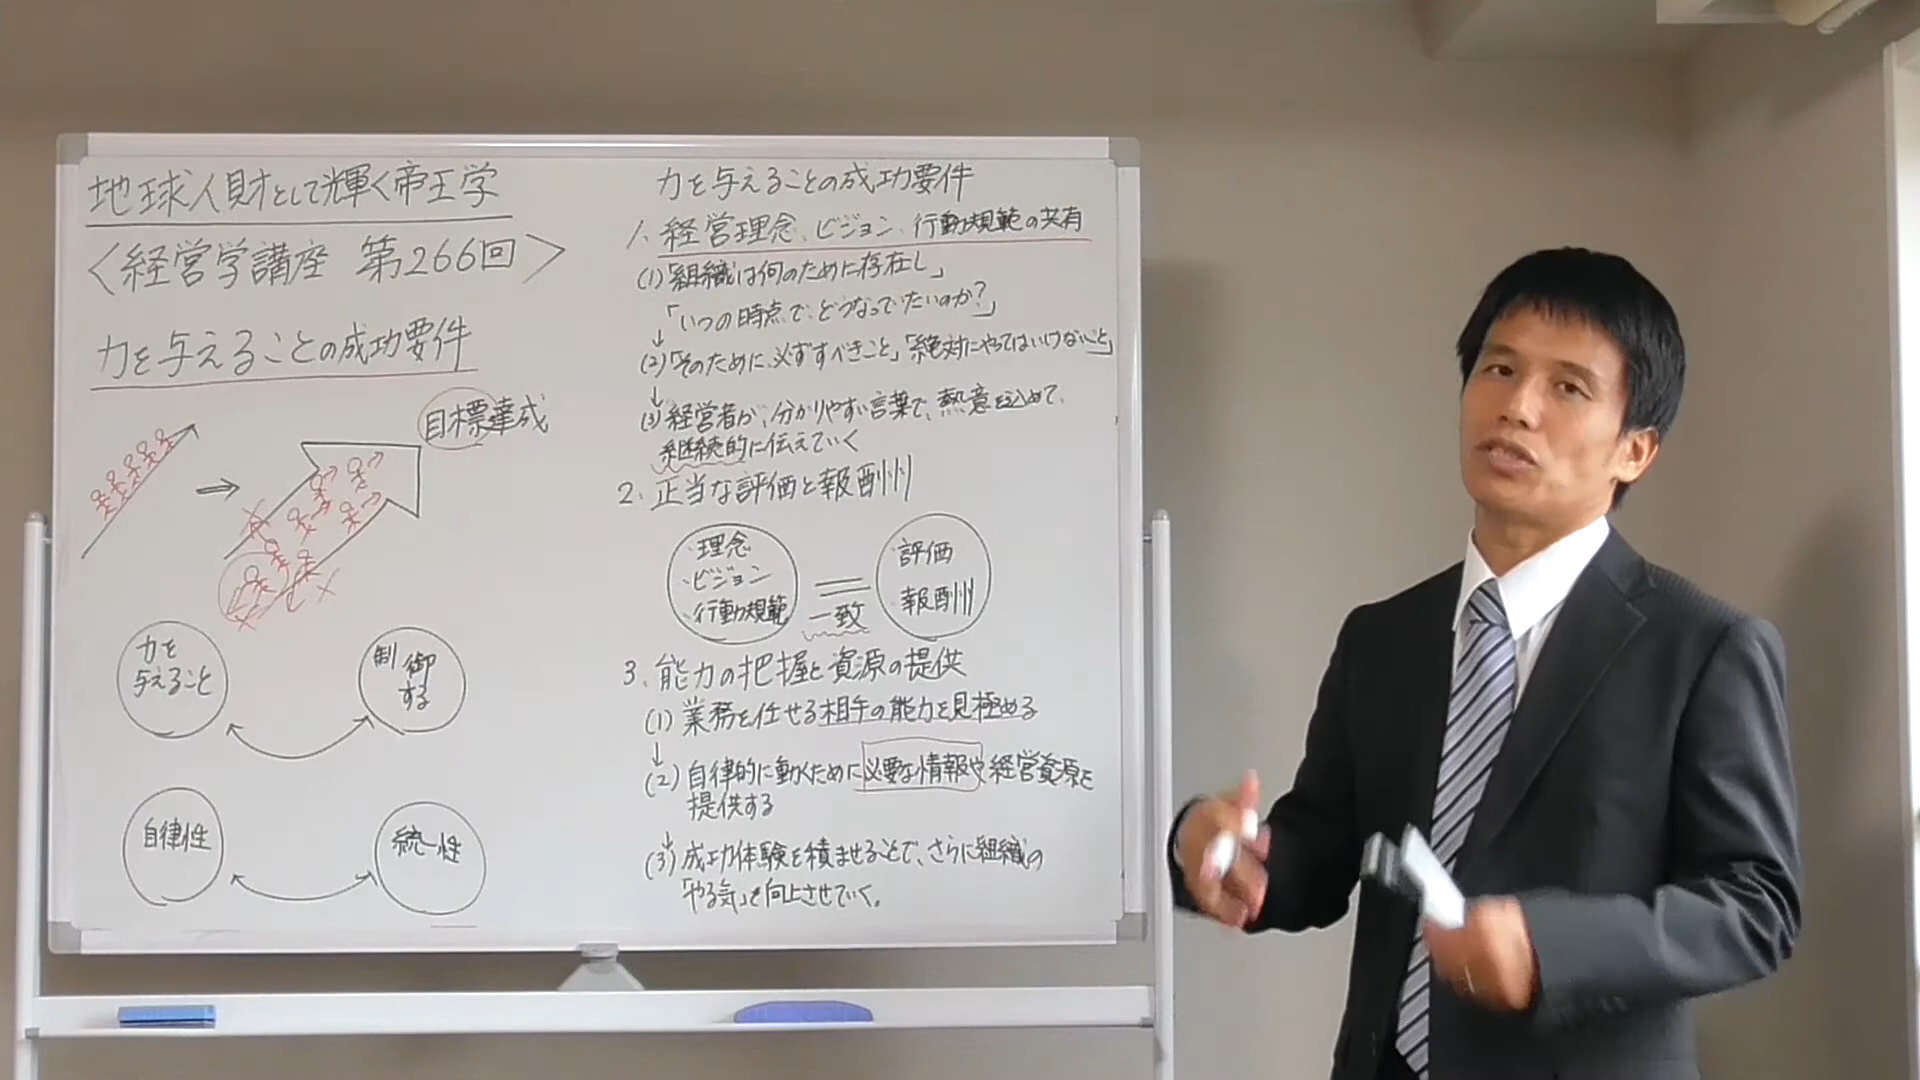 地球人財として輝く帝王学
＜経営学講座 第266回＞
力を与えることの成功要件
目標達成
力を
与えること
制御
する
自律性
統一性
力を与えることの成功要件
1. 経営理念、ビジョン、行動規範の共有
(1)「組織は何のために存在し」
「いつの時点で、どうなっていたいのか？」
↓
(2)「そのために、必ずすべきこと」「絶対にやってはいけないこと」
↓
(3) 経営者が、分かりやすい言葉で、熱意を込めて、
継続的に伝えていく
2. 正当な評価と報酬
・理念
・ビジョン
・行動規範
＝
一致
評価
報酬
3. 能力の把握と資源の提供
(1) 業務を任せる相手の能力を見極める
↓
(2) 自律的に動くために必要な情報や経営資源を
提供する
↓
(3) 成功体験を積ませることで、さらに組織の
「やる気」を向上させていく。